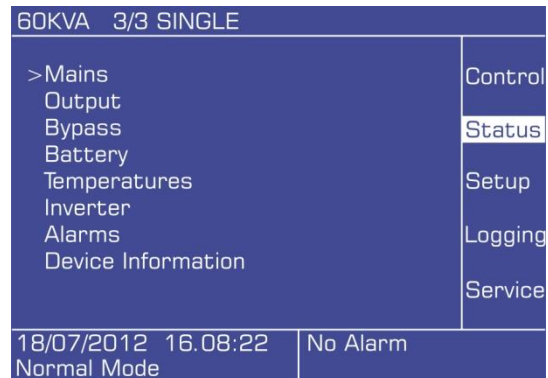 60KVA 3/3 SINGLE
>Mains
Output
Bypass
Battery
Temperatures
Inverter
Alarms
Device Information
Control
Status
Setup
Logging
Service
18/07/2012 16.08:22
Normal Mode
No Alarm